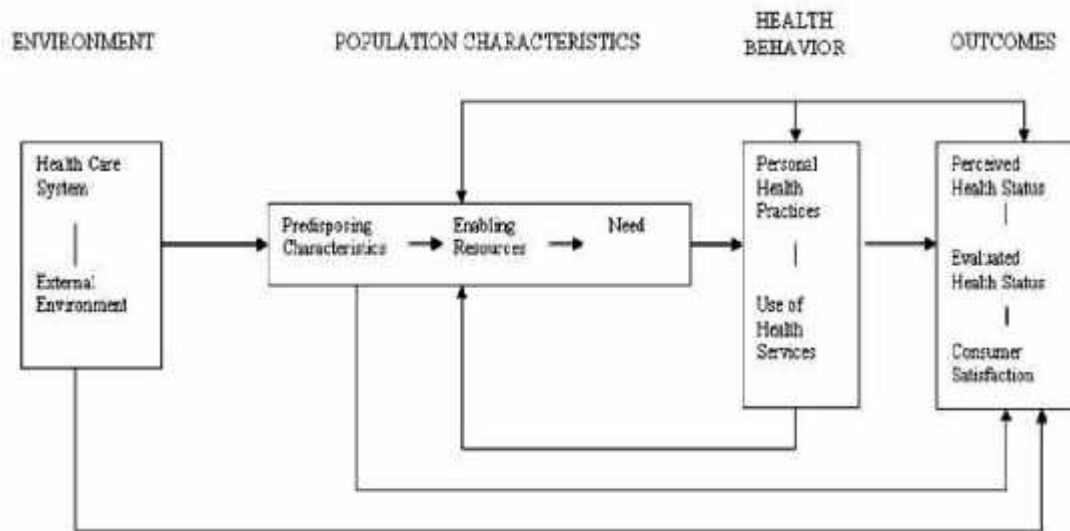 ENVIRONMENT
POPULATION CHARACTERISTICS
HEALTH
BEHAVIOR
OUTCOMES
Health Care
System
External
Environment
Predisposing
Characteristics
Enabling
Resources
Need
Personal
Health
Practices
Use of
Health
Services
Perceived
Health Status
Evaluated
Health Status
Consumer
Satisfaction